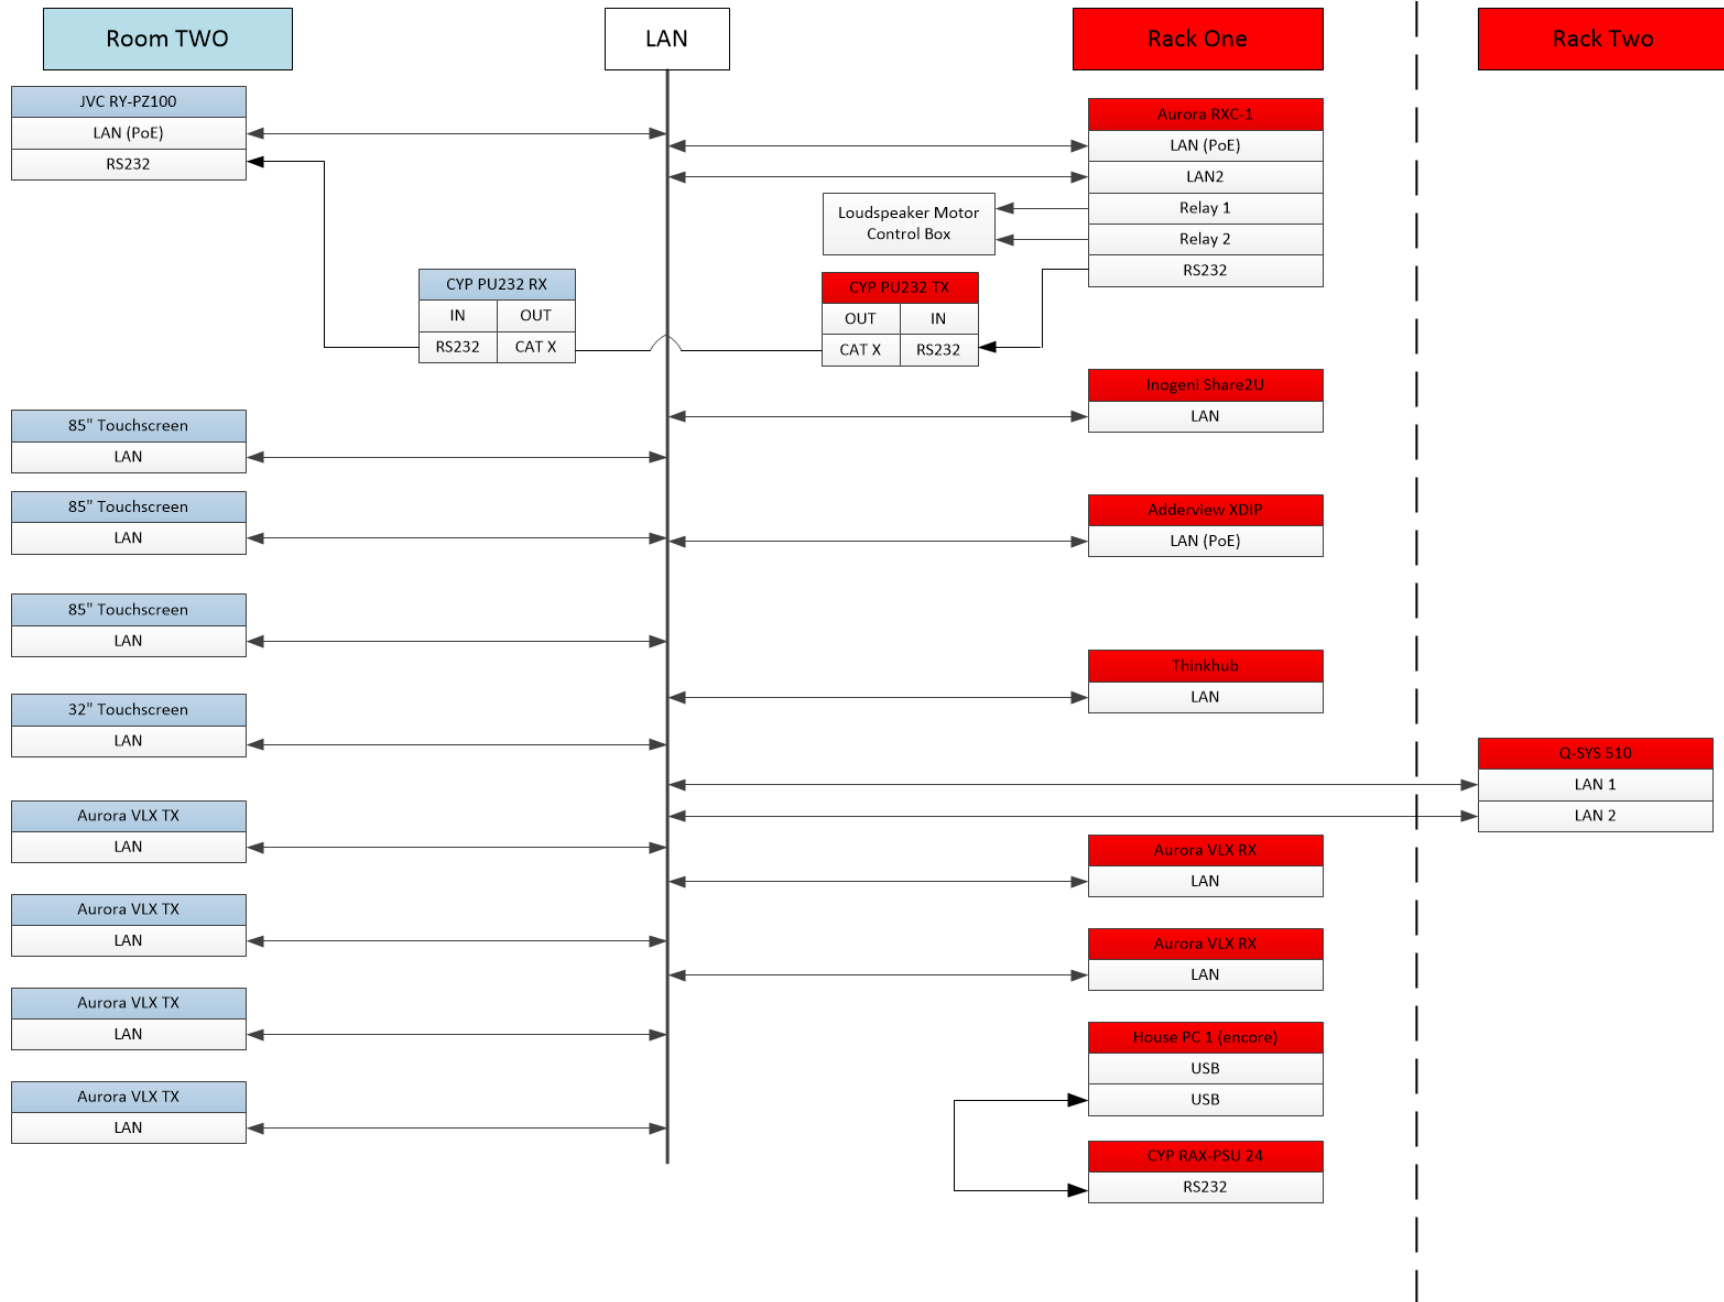 Room TWO
LAN
Rack One
Rack Two
JVC RY-PZ100
LAN (PoE)
RS232
Aurora RXC-1
LAN (PoE)
LAN2
Relay 1
Relay 2
RS232
Loudspeaker Motor
Control Box
CYP PU232 RX
IN
OUT
RS232
CAT X
CYP PU232 TX
OUT
IN
CAT X
RS232
Inogeni Share2U
LAN
85" Touchscreen
LAN
85" Touchscreen
LAN
Adderview XDIP
LAN (PoE)
85" Touchscreen
LAN
Thinkhub
LAN
32" Touchscreen
LAN
Q-SYS 510
LAN 1
LAN 2
Aurora VLX TX
LAN
Aurora VLX RX
LAN
Aurora VLX TX
LAN
Aurora VLX RX
LAN
Aurora VLX TX
LAN
House PC 1 (encore)
USB
USB
Aurora VLX TX
LAN
CYP RAX-PSU 24
RS232